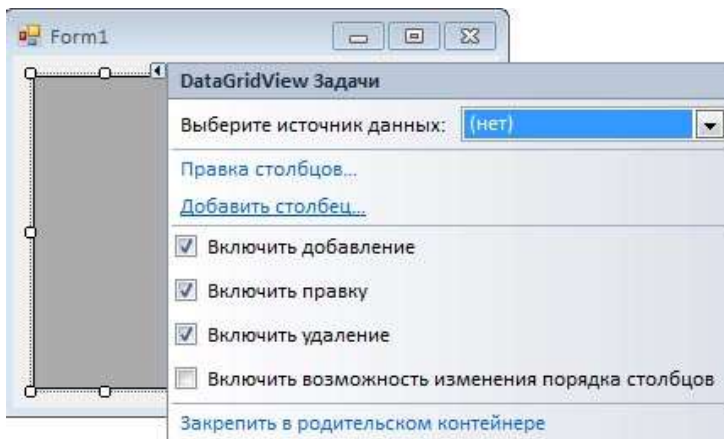 Form1
DataGridView Задачи
Выберите источник данных: (нет)
Правка столбцов...
Добавить столбец...
Включить добавление
Включить правку
Включить удаление
Включить возможность изменения порядка столбцов
Закрепить в родительском контейнере